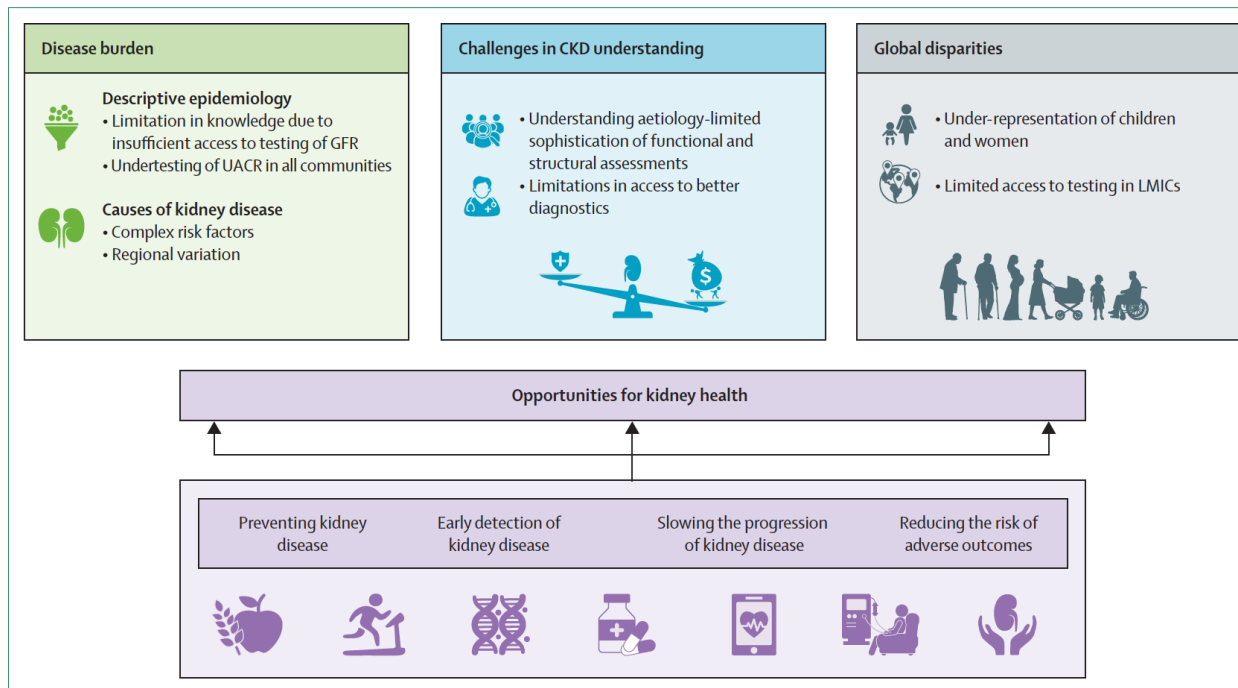 Disease burden
Descriptive epidemiology
• Limitation in knowledge due to
insufficient access to testing of GFR
• Undertesting of UACR in all communities
Causes of kidney disease
• Complex risk factors
• Regional variation
Challenges in CKD understanding
• Understanding aetiology-limited
sophistication of functional and
structural assessments
• Limitations in access to better
diagnostics
$
Global disparities
• Under-representation of children
and women
• Limited access to testing in LMICs
Opportunities for kidney health
Preventing kidney
disease
Early detection of
kidney disease
Slowing the progression
of kidney disease
Reducing the risk of
adverse outcomes